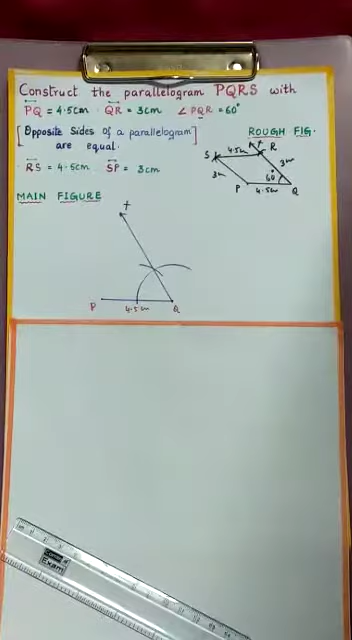 Construct the parallelogram PQRS with
PQ = 4.5cm QR = 3cm ∠PQR = 60°
[Opposite Sides of a parallelogram] ROUGH FIG.
are equal.
RS = 4.5cm SP = 3cm
S 4.5cm R
3cm 60° 3cm
P 4.5cm Q
MAIN FIGURE
P 4.5cm Q
Exam